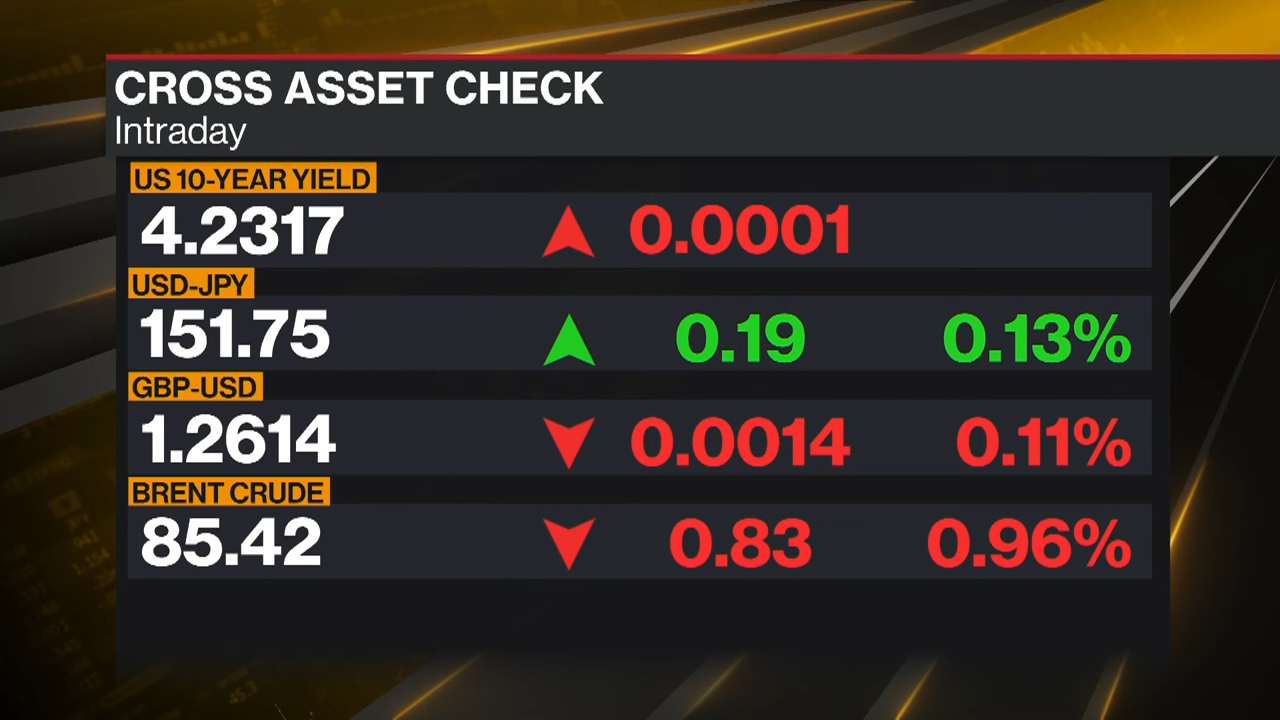 CROSS ASSET CHECK
Intraday
US 10-YEAR YIELD
4.2317 0.0001
USD-JPY
151.75 0.19 0.13%
GBP-USD
1.2614 0.0014 0.11%
BRENT CRUDE
85.42 0.83 0.96%